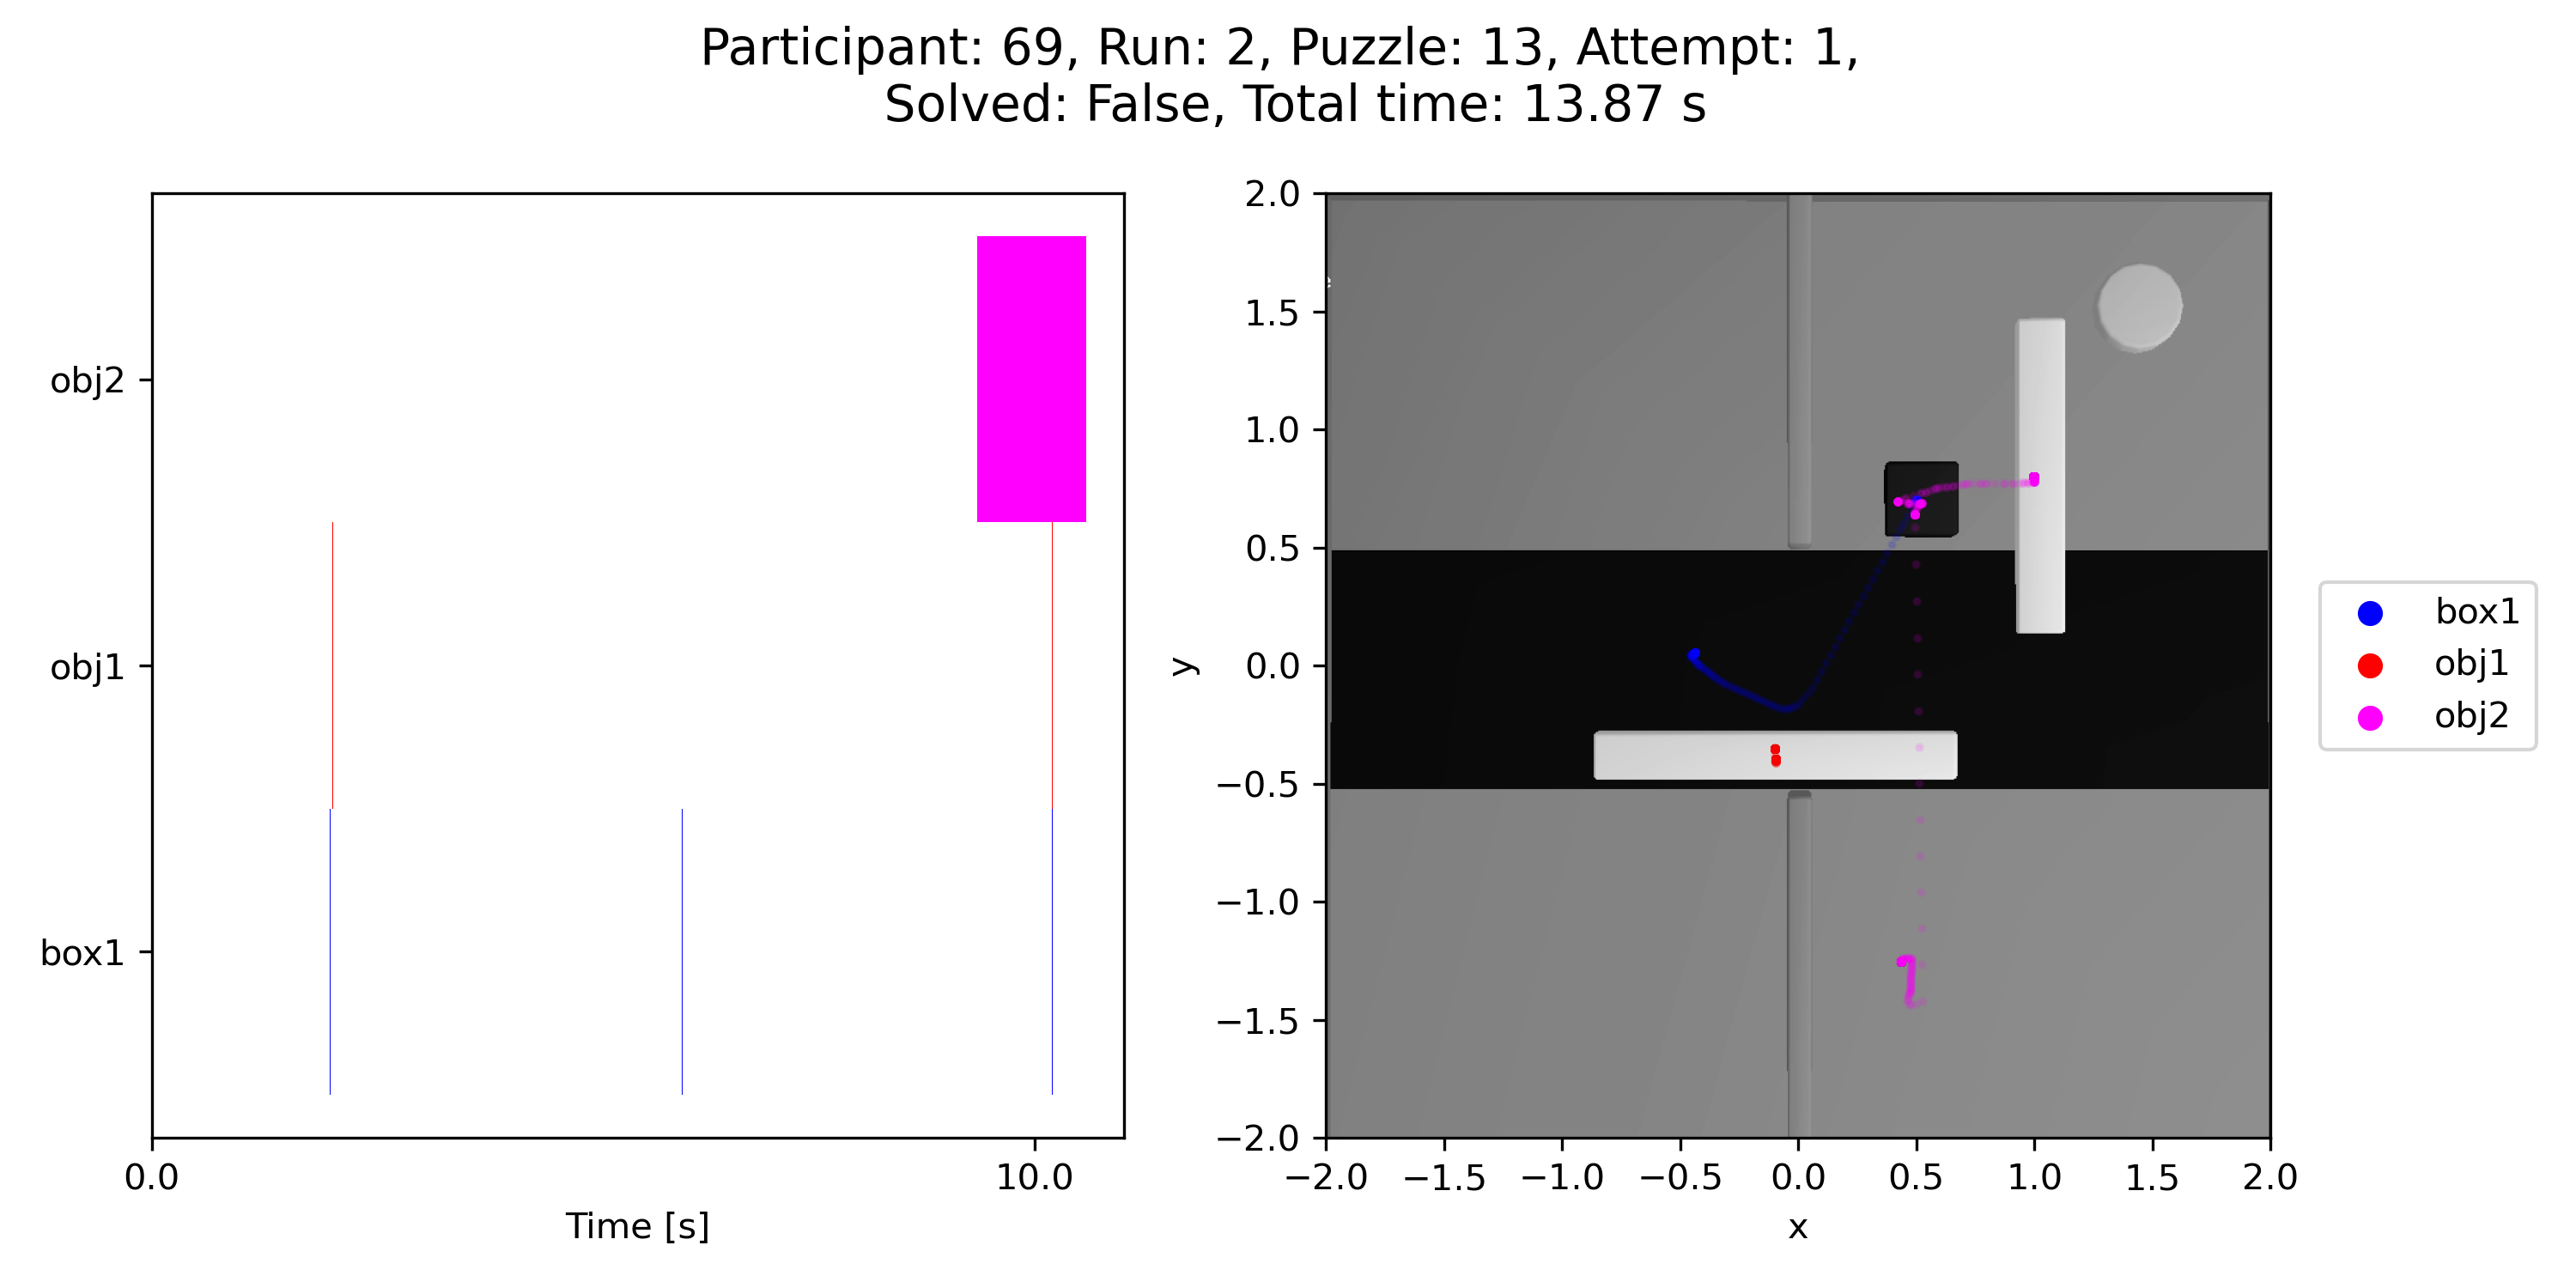 Participant: 69, Run: 2, Puzzle: 13, Attempt: 1,
Solved: False, Total time: 13.87 s
obj2
obj1
box1
0.0
10.0
Time [s]
2.0
1.5
1.0
0.5
0.0
−0.5
−1.0
−1.5
−2.0
y
−2.0 −1.5 −1.0 −0.5 0.0 0.5 1.0 1.5 2.0
x
box1
obj1
obj2